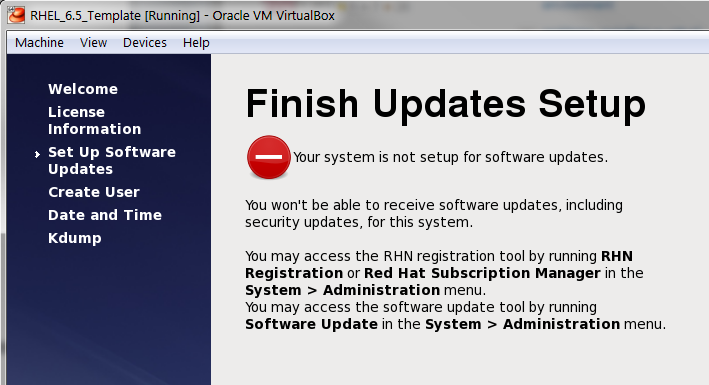 RHEL_6.5_Template [Running] - Oracle VM VirtualBox
Machine View Devices Help
Welcome
License
Information
Set Up Software
Updates
Create User
Date and Time
Kdump
Finish Updates Setup
Your system is not setup for software updates.
You won't be able to receive software updates, including
security updates, for this system.
You may access the RHN registration tool by running RHN
Registration or Red Hat Subscription Manager in the
System > Administration menu.
You may access the software update tool by running
Software Update in the System > Administration menu.